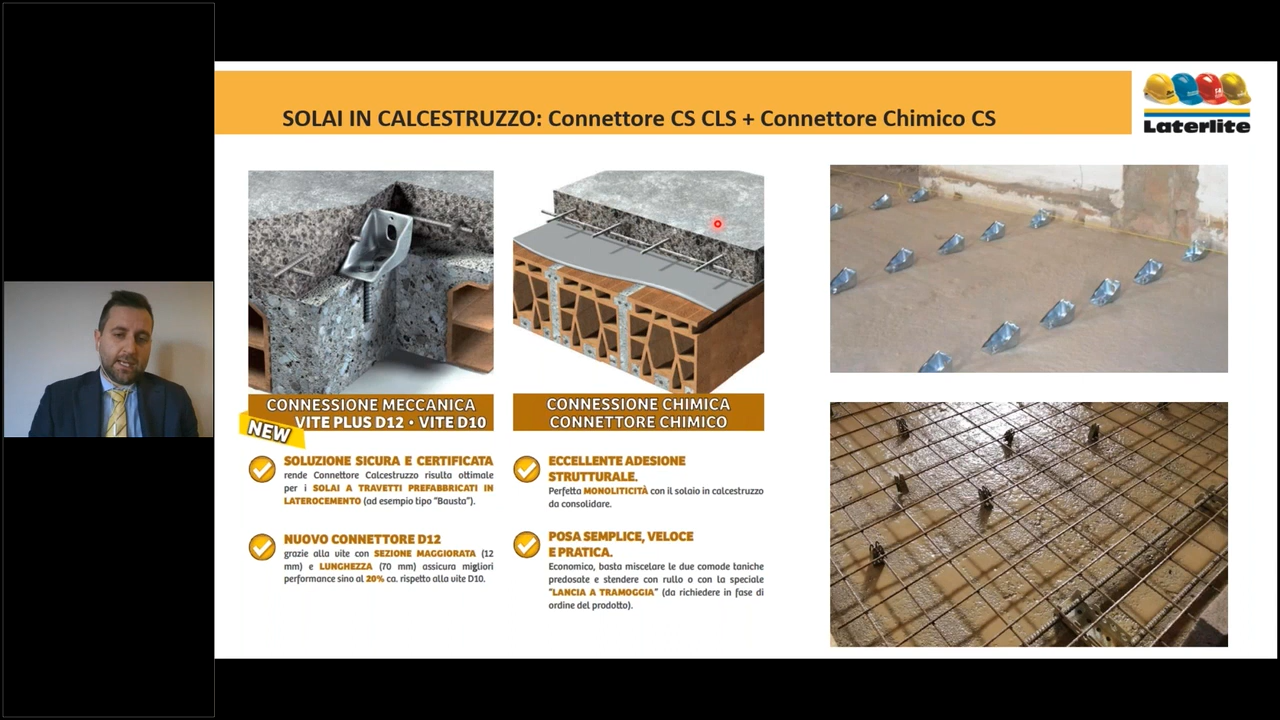 SOLAI IN CALCESTRUZZO: Connettore CS CLS + Connettore Chimico CS
Laterlite
CONNESSIONE MECCANICA
NEW VITE PLUS D12 • VITE D10
SOLUZIONE SICURA E CERTIFICATA
rende Connettore Calcestruzzo risulta ottimale
per i SOLAI A TRAVETTI PREFABBRICATI IN
LATEROCEMENTO (ad esempio tipo “Bausta”).
NUOVO CONNETTORE D12
grazie alla vite con SEZIONE MAGGIORATA (12
mm) e LUNGHEZZA (70 mm) assicura migliori
performance sino al 20% ca. rispetto alla vite D10.
CONNESSIONE CHIMICA
CONNETTORE CHIMICO
ECCELLENTE ADESIONE
STRUTTURALE.
Perfetta MONOLITICITÀ con il solaio in calcestruzzo
da consolidare.
POSA SEMPLICE, VELOCE
E PRATICA.
Economico, basta miscelare le due comode taniche
predosate e stendere con rullo o con la speciale
“LANCIA A TRAMOGGIA” (da richiedere in fase di
ordine del prodotto).